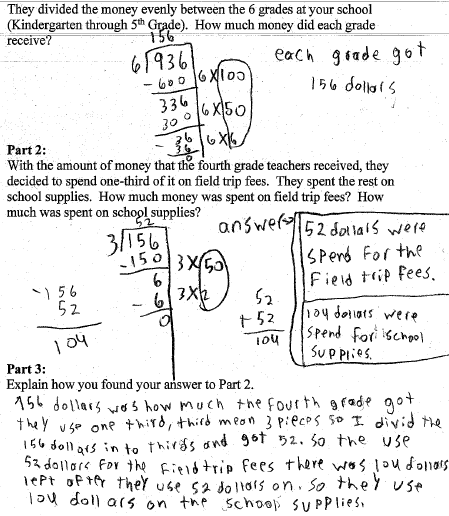 They divided the money evenly between the 6 grades at your school
(Kindergarten through 5th Grade). How much money did each grade
receive?
156
6)936
- 600 6x100
336
300 6x50
- 36 6x6
36
0
each grade got
156 dollars
Part 2:
With the amount of money that the fourth grade teachers received, they
decided to spend one-third of it on field trip fees. They spent the rest on
school supplies. How much money was spent on field trip fees? How
much was spent on school supplies?
52
3)156
- 150 3x50
6
- 6 3x2
0
- 156
52
104
answers
52 dollars were
spend For the
Field trip fees.
52
+ 52
104
104 dollars were
spend for school
supplies.
Part 3:
Explain how you found your answer to Part 2.
156 dollars was how much the fourth grade got
they use one third, third mean 3 pieces so I divid the
156 dollars in to thirds and got 52. So the use
52 dollars for the Field trip fees there was 104 dollars
left after they use 52 dollors on. So they use
104 dollars on the school supplies.